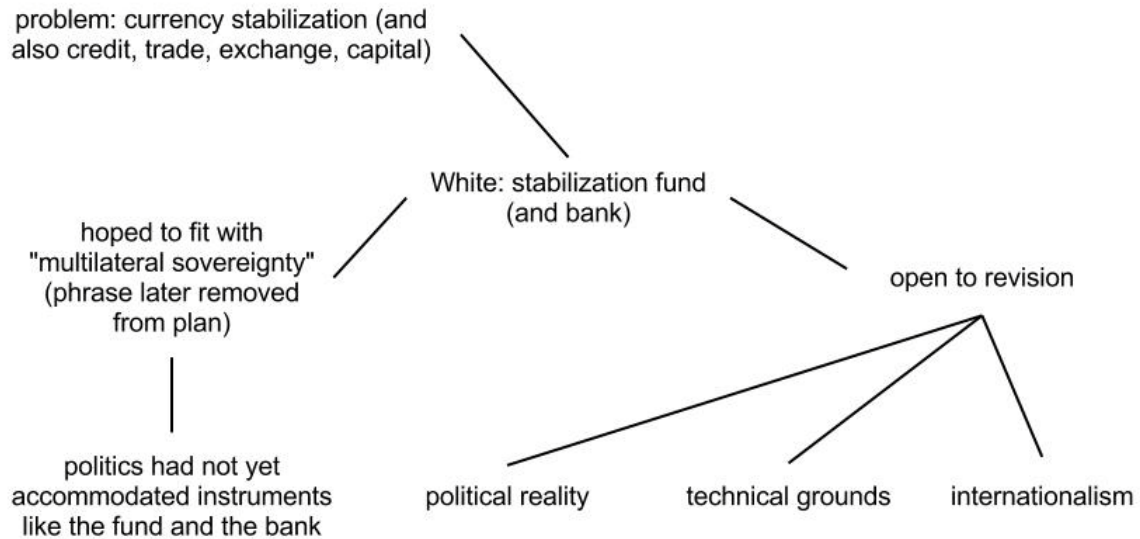 problem: currency stabilization (and
also credit, trade, exchange, capital)
White: stabilization fund
(and bank)
hoped to fit with
"multilateral sovereignty"
(phrase later removed
from plan)
open to revision
politics had not yet
accommodated instruments
like the fund and the bank
political reality
technical grounds
internationalism